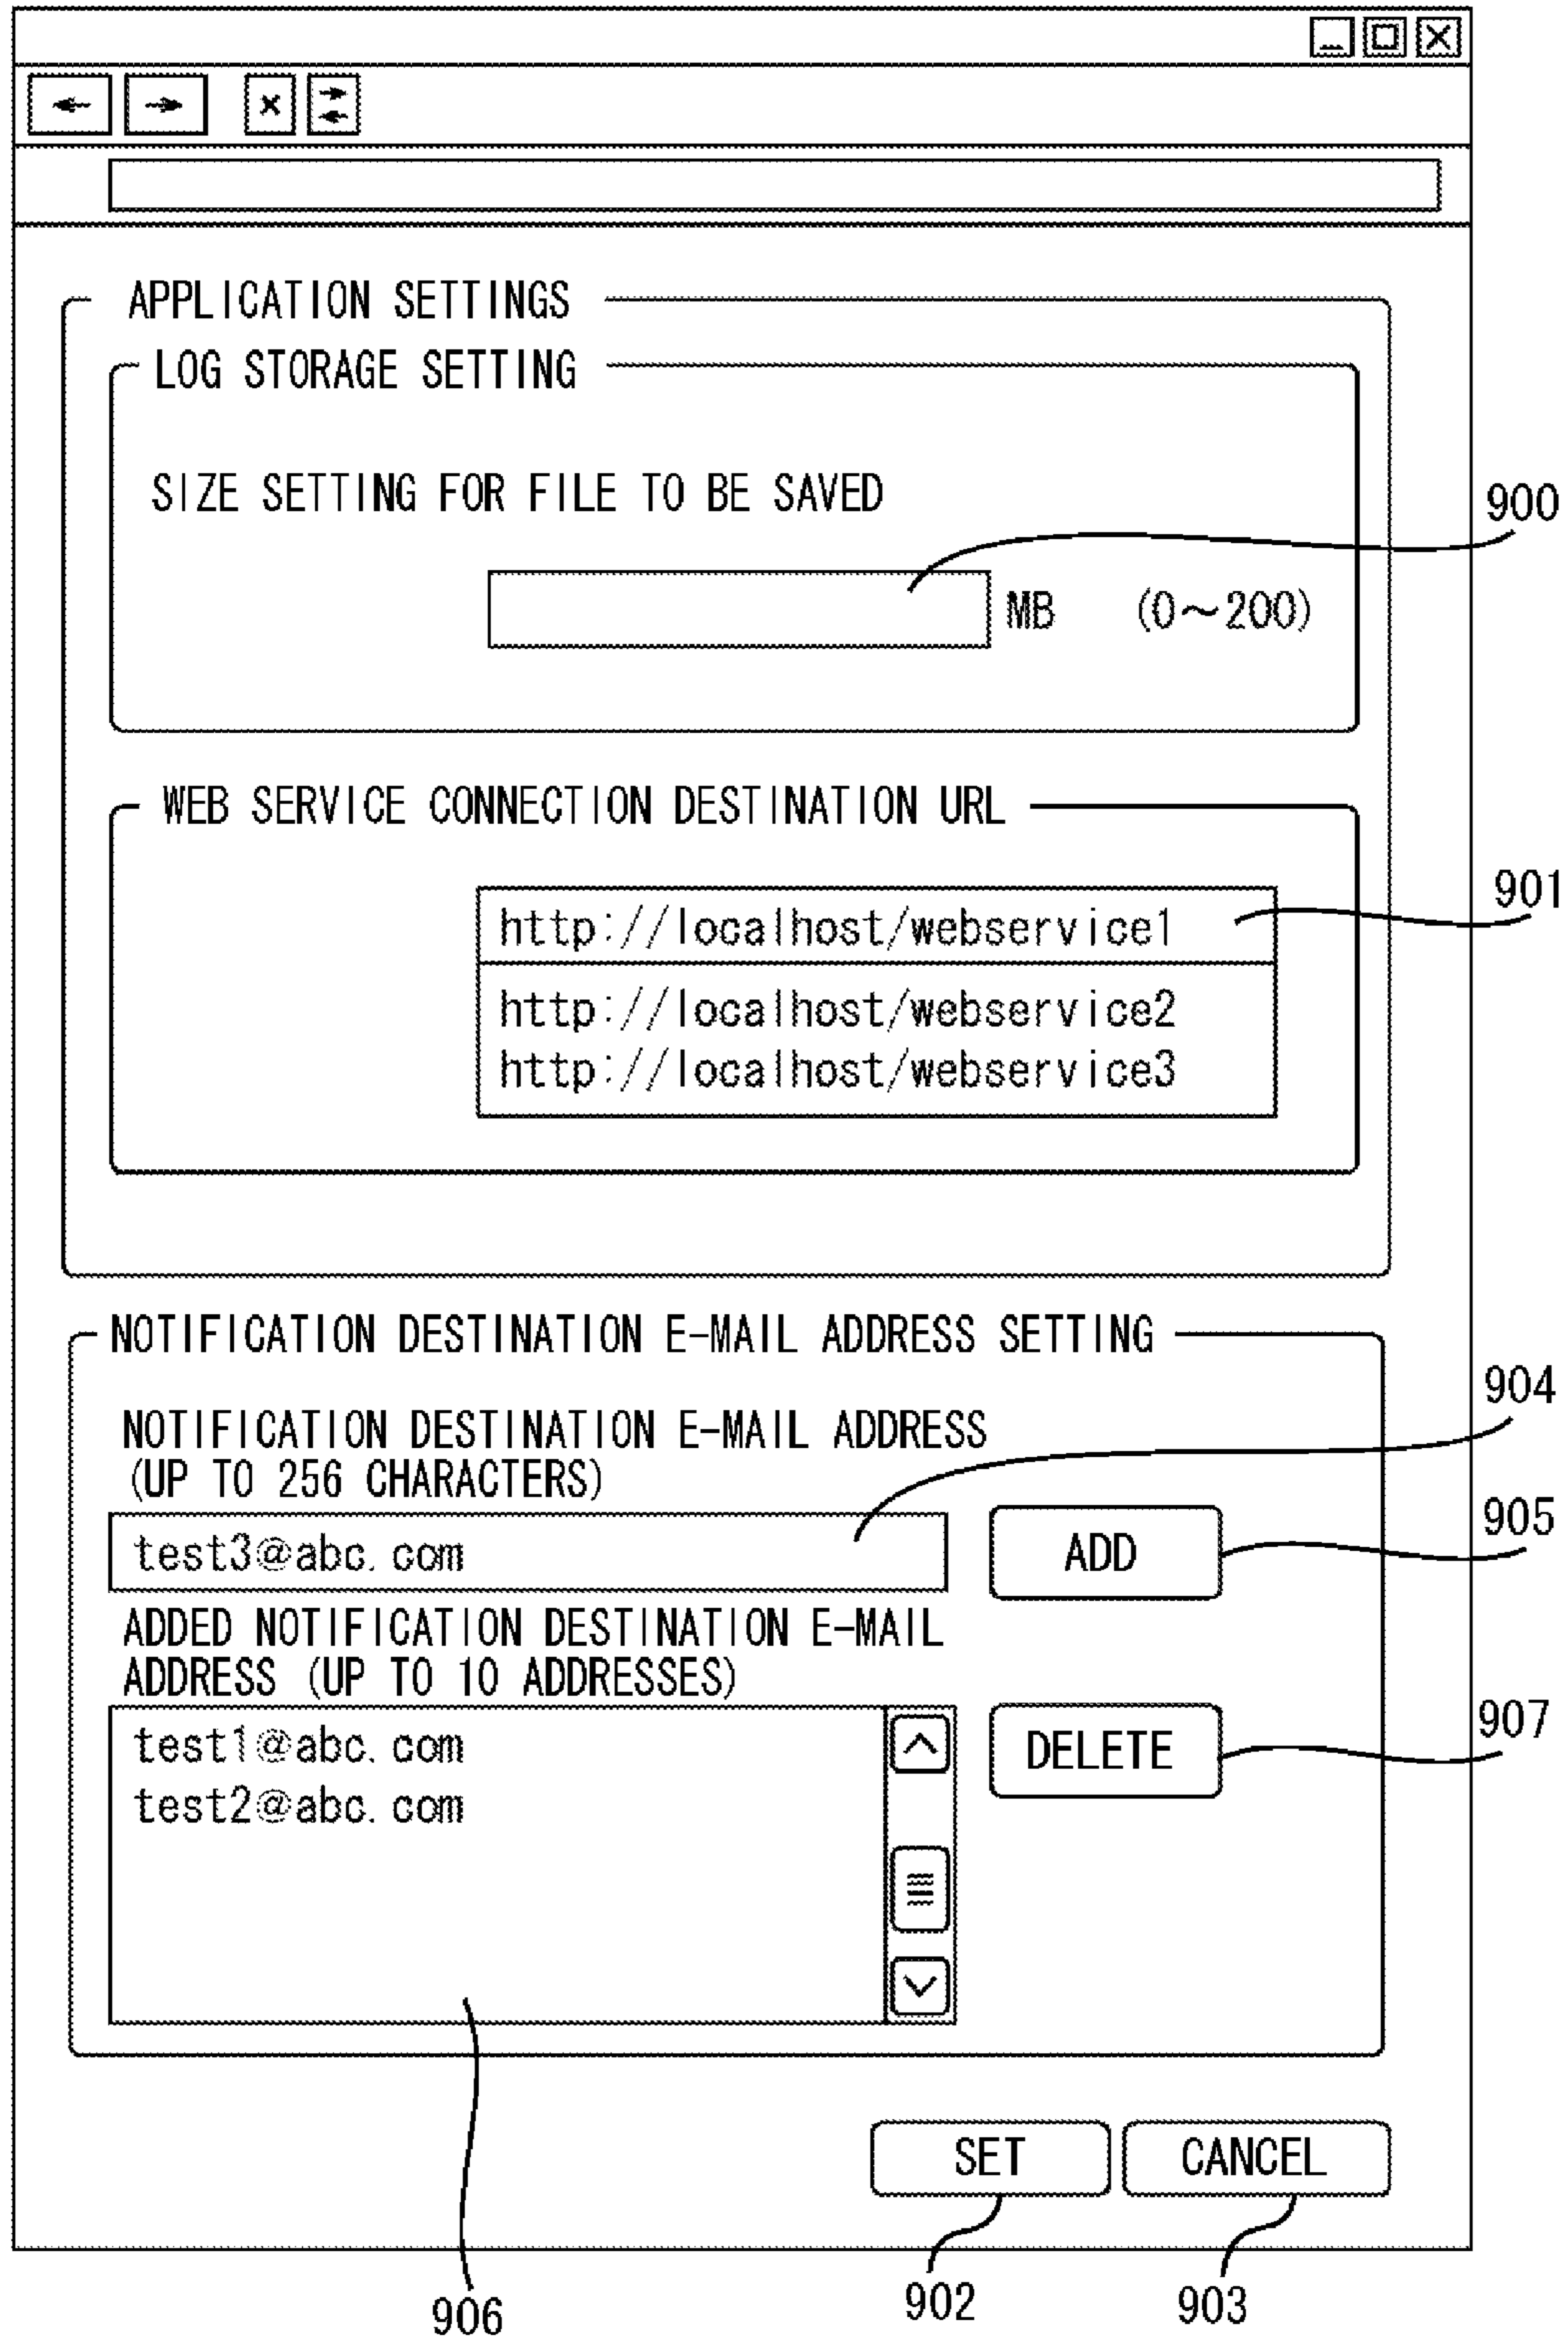 APPLICATION SETTINGS
LOG STORAGE SETTING
SIZE SETTING FOR FILE TO BE SAVED
900
MB (0～200)
WEB SERVICE CONNECTION DESTINATION URL
901
http://localhost/webservice1
http://localhost/webservice2
http://localhost/webservice3
NOTIFICATION DESTINATION E-MAIL ADDRESS SETTING
904
NOTIFICATION DESTINATION E-MAIL ADDRESS
(UP TO 256 CHARACTERS)
905
test3@abc.com ADD
ADDED NOTIFICATION DESTINATION E-MAIL
ADDRESS (UP TO 10 ADDRESSES)
907
test1@abc.com DELETE
test2@abc.com
SET CANCEL
906 902 903